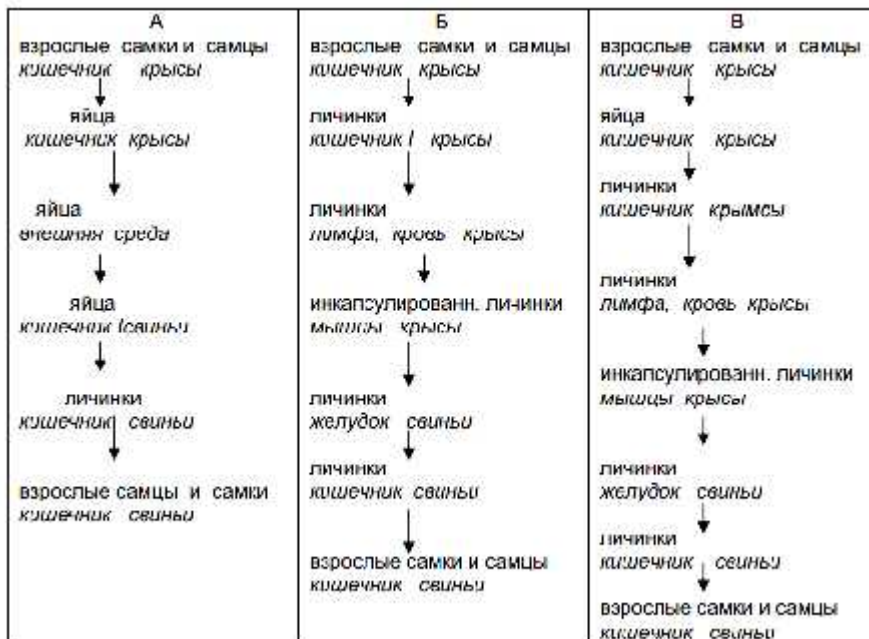 А
взрослые самки и самцы
кишечник крысы
яйца
кишечник крысы
яйца
внешняя среда
яйца
кишечник lсвиньи
личинки
кишечник свиньи
взрослые самцы и самки
кишечник свиньи
Б
взрослые самки и самцы
кишечник крысы
личинки
кишечник l крысы
личинки
лимфа, кровь крысы
инкапсулированн. личинки
мышцы крысы
личинки
желудок свиньи
личинки
кишечник свиньи
взрослые самки и самцы
кишечник свиньи
В
взрослые самки и самцы
кишечник крысы
яйца
кишечник крысы
личинки
кишечник крымсы
личинки
лимфа, кровь крысы
инкапсулированн. личинки
мышцы крысы
личинки
желудок свиньи
личинки
кишечник свиньи
взрослые самки и самцы
кишечник свиньи